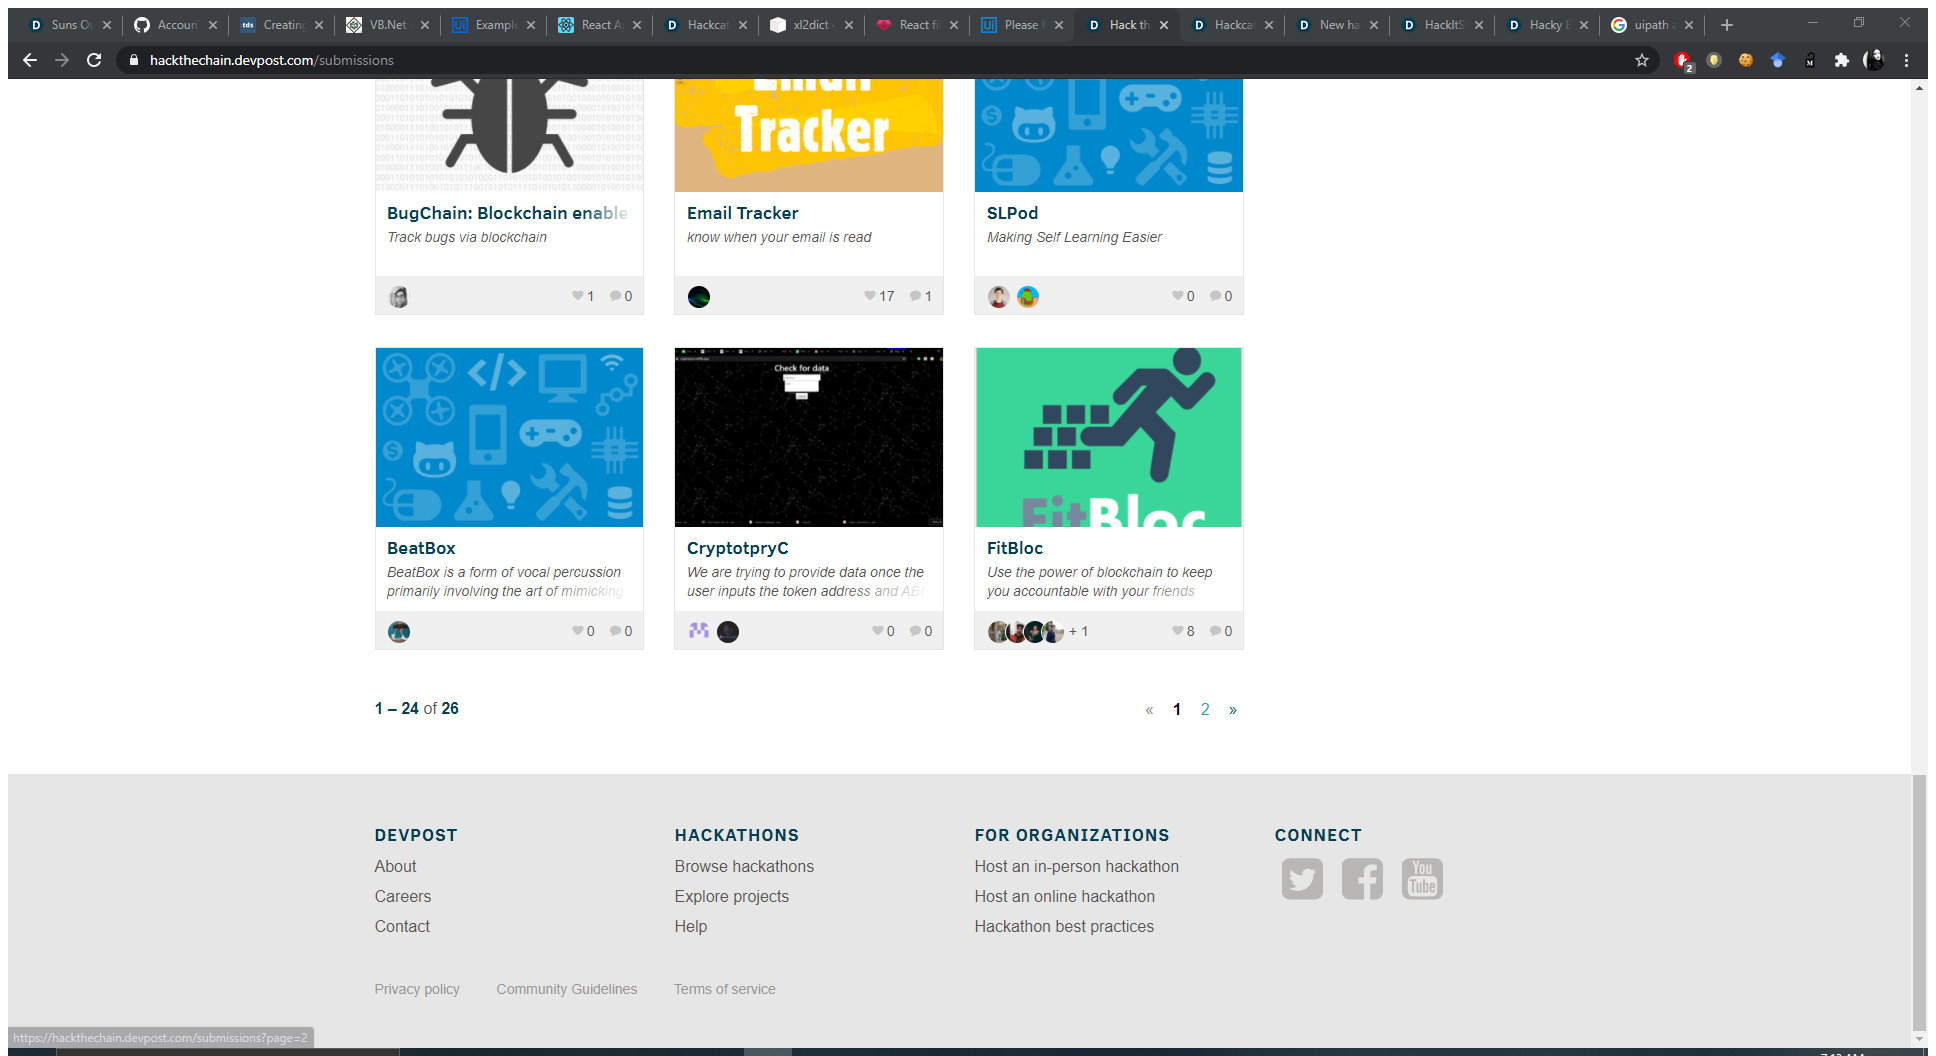 Suns Ou
Accoun
Creating
VB.Net
Example
React A
Hackca
xl2dict
React fi
Please
Hack th
Hackca
New ha
HackItS
Hacky
uipath
hackthechain.devpost.com/submissions
2
Email
Tracker
BugChain: Blockchain enable
Track bugs via blockchain
1 0
Email Tracker
know when your email is read
17 1
SLPod
Making Self Learning Easier
0 0
Check for data
FitBloc
BeatBox
BeatBox is a form of vocal percussion
primarily involving the art of mimicking
0 0
CryptotpryC
We are trying to provide data once the
user inputs the token address and ABI
0 0
FitBloc
Use the power of blockchain to keep
you accountable with your friends
+ 1 8 0
1 – 24 of 26
« 1 2 »
DEVPOST
About
Careers
Contact
HACKATHONS
Browse hackathons
Explore projects
Help
FOR ORGANIZATIONS
Host an in-person hackathon
Host an online hackathon
Hackathon best practices
CONNECT
You
Tube
Privacy policy Community Guidelines Terms of service
https://hackthechain.devpost.com/submissions?page=2